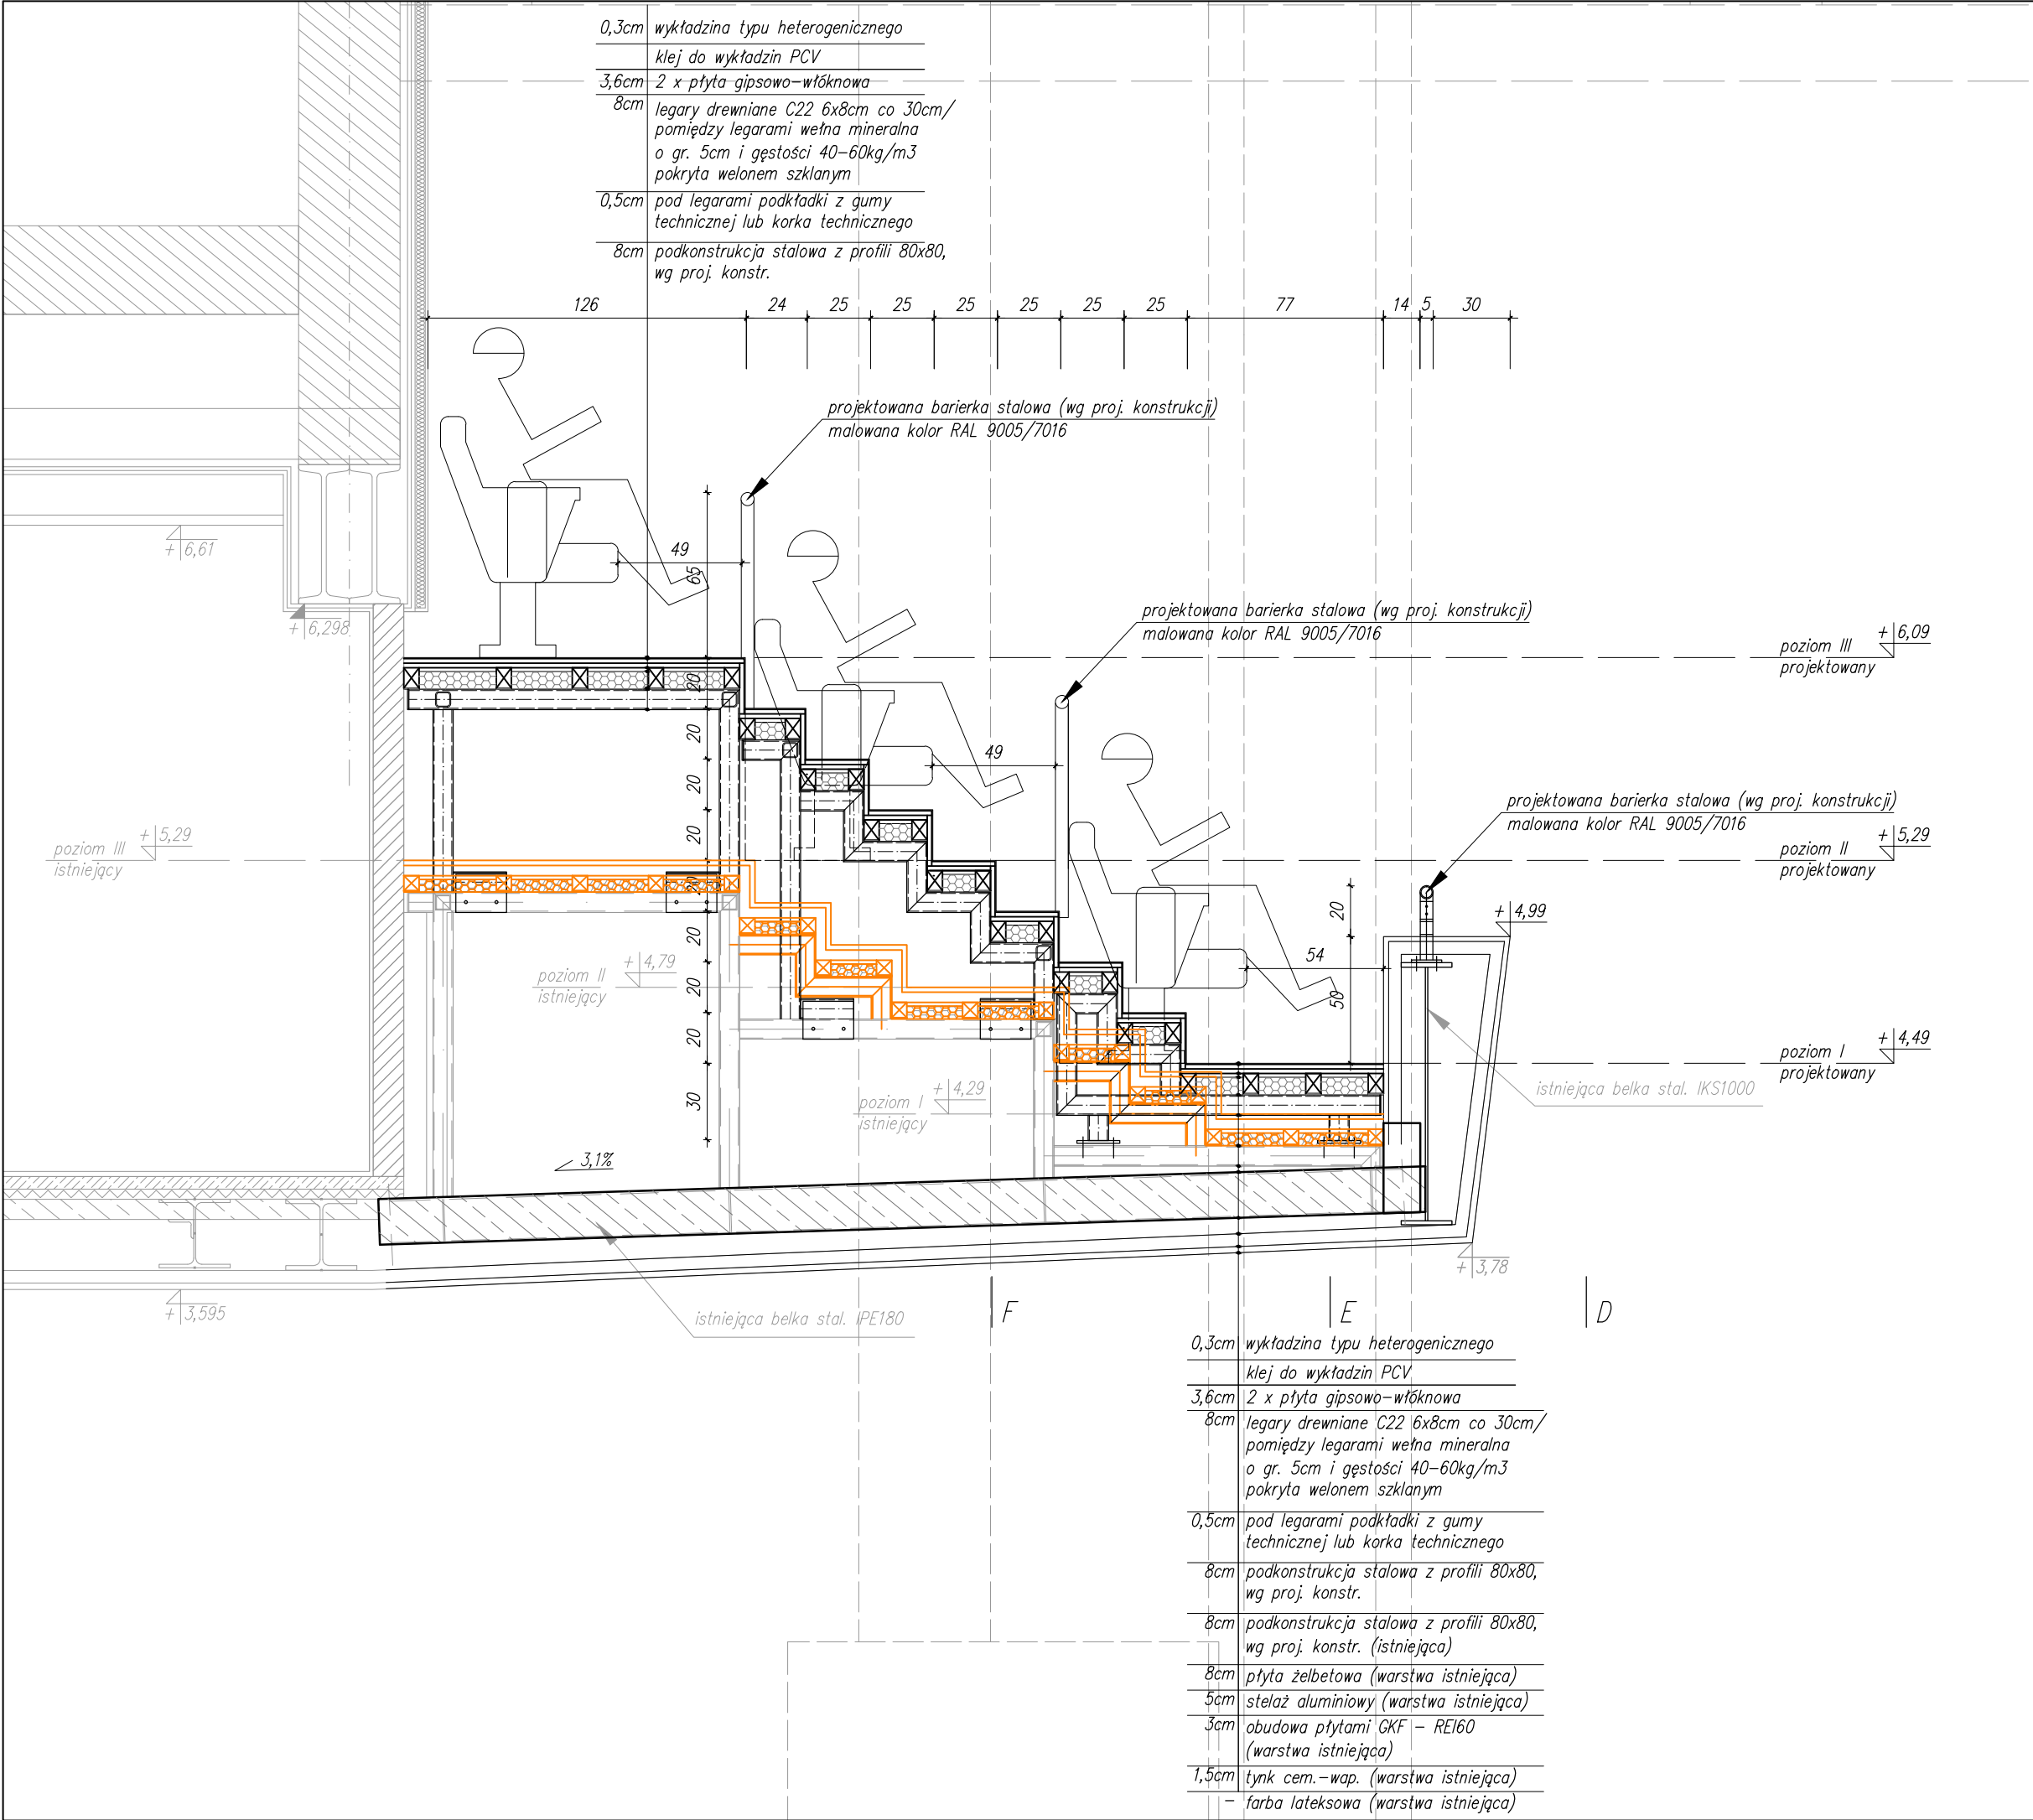 0,3cm wykładzina typu heterogenicznego
klej do wykładzin PCV
3,6cm 2 x płyta gipsowo-włóknowa
8cm legary drewniane C22 6x8cm co 30cm/
pomiędzy legarami wełna mineralna
o gr. 5cm i gęstości 40-60kg/m3
pokryta welonem szklanym
0,5cm pod legarami podkładki z gumy
technicznej lub korka technicznego
8cm podkonstrukcja stalowa z profili 80x80,
wg proj. konstr.
126 24 25 25 25 25 25 25 77 14 5 30
projektowana barierka stalowa (wg proj. konstrukcji)
malowana kolor RAL 9005/7016
+ 6,61
49
65
+ 6,298
projektowana barierka stalowa (wg proj. konstrukcji)
malowana kolor RAL 9005/7016
poziom III + 6,09
projektowany
20
20
49
20
projektowana barierka stalowa (wg proj. konstrukcji)
malowana kolor RAL 9005/7016
poziom III + 5,29
istniejący
20
poziom II + 5,29
projektowany
20
20
+ 4,99
20
54
poziom II + 4,79
istniejący
20
50
20
poziom I + 4,49
projektowany
poziom I + 4,29
istniejący
30
istniejąca belka stal. IKS1000
3,1%
+ 3,78
+ 3,595
istniejąca belka stal. IPE180
F
E
D
0,3cm wykładzina typu heterogenicznego
klej do wykładzin PCV
3,6cm 2 x płyta gipsowo-włóknowa
8cm legary drewniane C22 6x8cm co 30cm/
pomiędzy legarami wełna mineralna
o gr. 5cm i gęstości 40-60kg/m3
pokryta welonem szklanym
0,5cm pod legarami podkładki z gumy
technicznej lub korka technicznego
8cm podkonstrukcja stalowa z profili 80x80,
wg proj. konstr.
8cm podkonstrukcja stalowa z profili 80x80,
wg proj. konstr. (istniejąca)
8cm płyta żelbetowa (warstwa istniejąca)
5cm stelaż aluminiowy (warstwa istniejąca)
3cm obudowa płytami GKF - REI60
(warstwa istniejąca)
1,5cm tynk cem.-wap. (warstwa istniejąca)
- farba lateksowa (warstwa istniejąca)